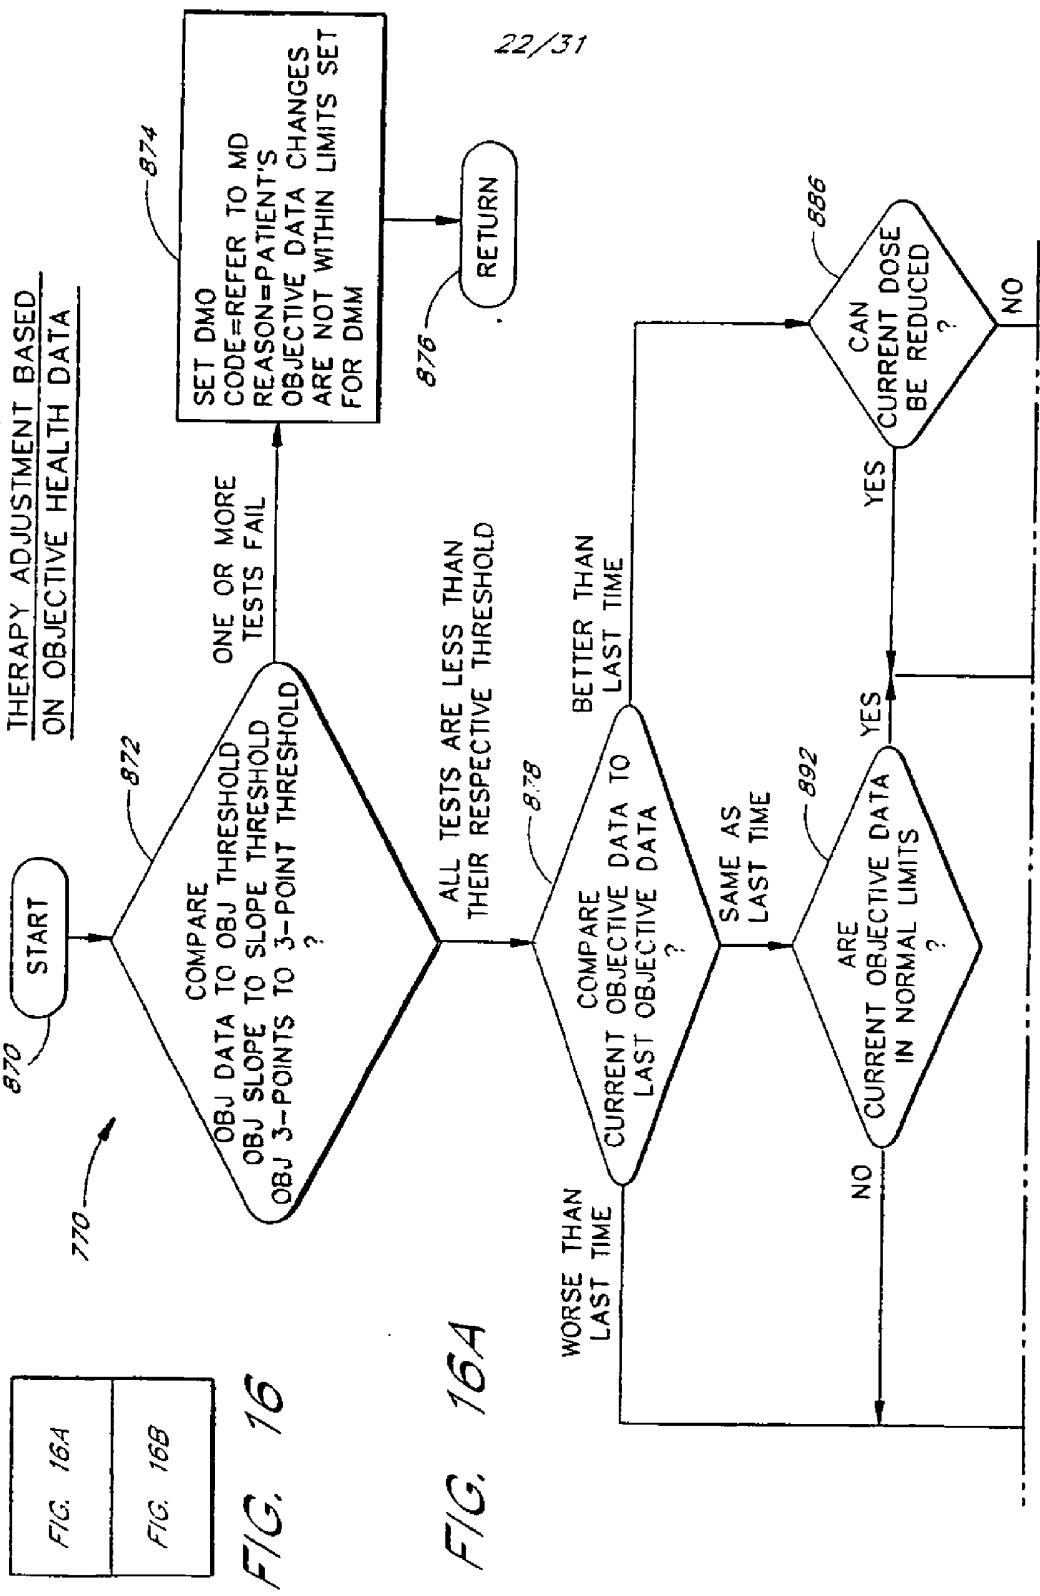 22/31
THERAPY ADJUSTMENT BASED
ON OBJECTIVE HEALTH DATA
FIG. 16A
FIG. 16B
FIG. 16
FIG. 16A
770
870
START
872
COMPARE
OBJ DATA TO OBJ THRESHOLD
OBJ SLOPE TO SLOPE THRESHOLD
OBJ 3-POINTS TO 3-POINT THRESHOLD
?
ONE OR MORE
TESTS FAIL
874
SET DMO
CODE=REFER TO MD
REASON=PATIENT'S
OBJECTIVE DATA CHANGES
ARE NOT WITHIN LIMITS SET
FOR DMM
876
RETURN
ALL TESTS ARE LESS THAN
THEIR RESPECTIVE THRESHOLD
878
COMPARE
CURRENT OBJECTIVE DATA TO
LAST OBJECTIVE DATA
?
WORSE THAN
LAST TIME
SAME AS
LAST TIME
BETTER THAN
LAST TIME
892
ARE
CURRENT OBJECTIVE DATA
IN NORMAL LIMITS
?
NO
YES
886
CAN
CURRENT DOSE
BE REDUCED
?
YES
NO